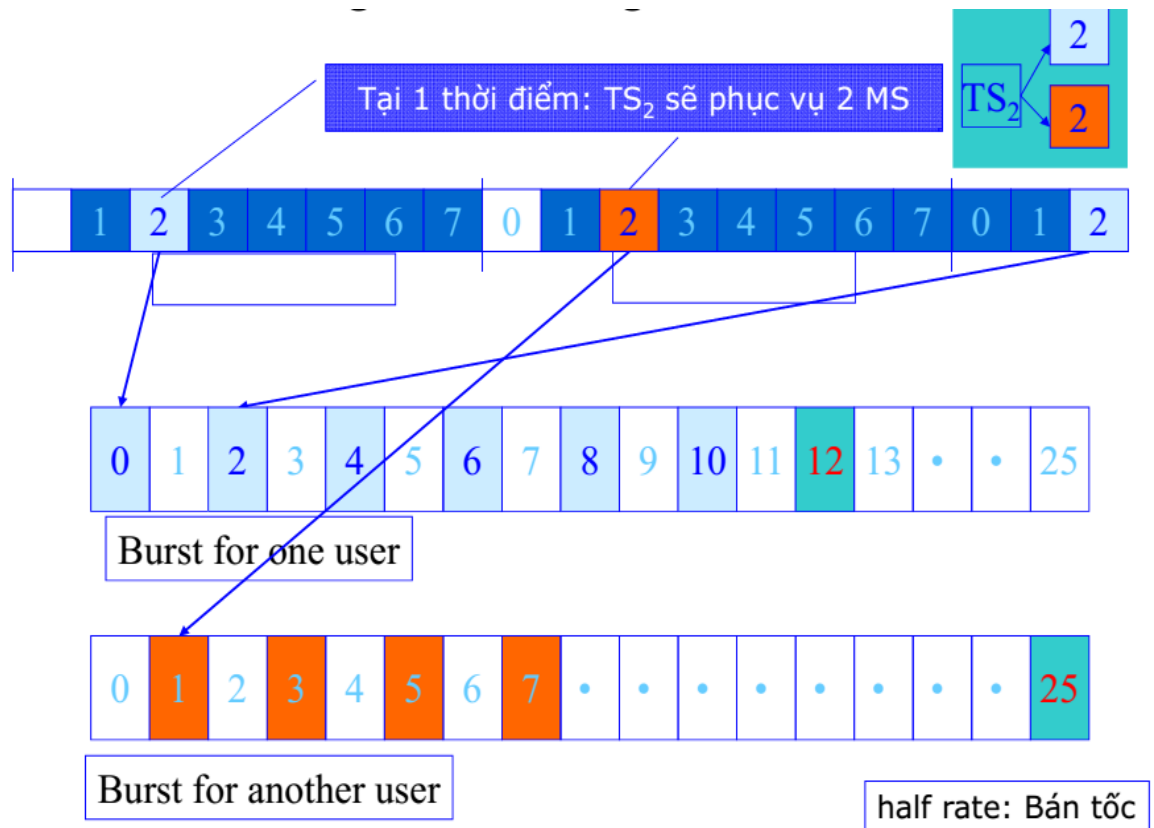 2
Tại 1 thời điểm: TS2 sẽ phục vụ 2 MS
TS2
2
1 2 3 4 5 6 7 0 1 2 3 4 5 6 7 0 1 2
0 1 2 3 4 5 6 7 8 9 10 11 12 13 • • 25
Burst for one user
0 1 2 3 4 5 6 7 • • • • • • • • 25
Burst for another user
half rate: Bán tốc